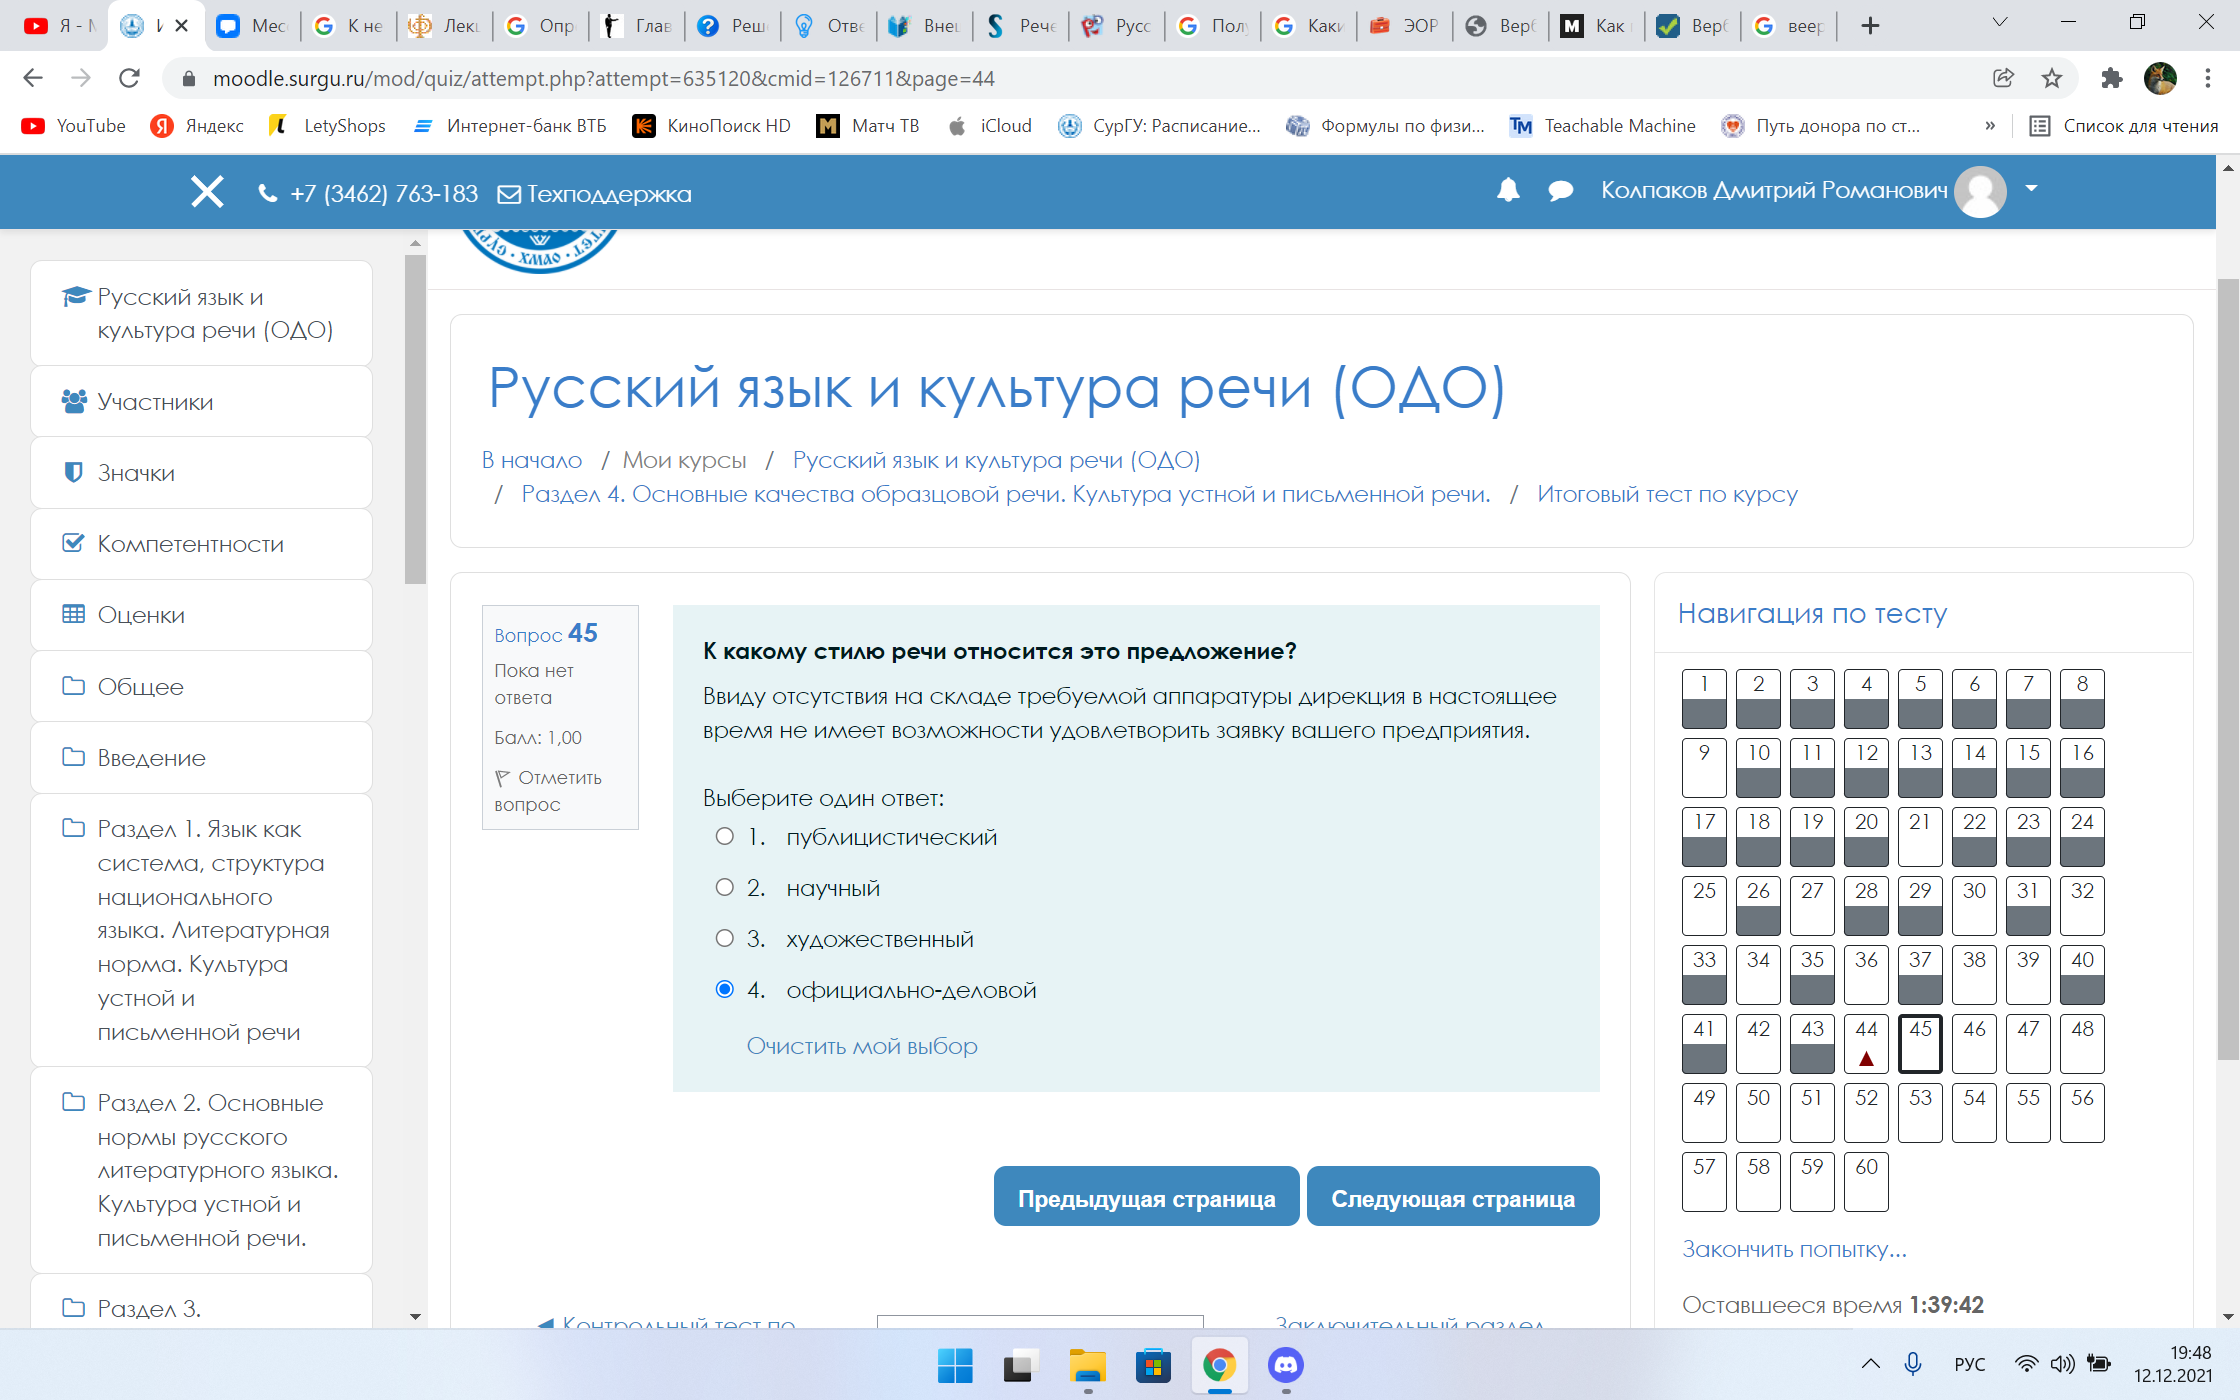 Я - М
И
Мес
К не
Лек
Опр
Глав
Реш
Отве
Внеш
Рече
Русс
Полу
Каки
ЭОР
Верб
Как
Верб
веер
moodle.surgu.ru/mod/quiz/attempt.php?attempt=635120&cmid=126711&page=44
YouTube
Яндекс
LetyShops
Интернет-банк ВТБ
КиноПоиск HD
Матч ТВ
iCloud
СурГУ: Расписание...
Формулы по физи...
Teachable Machine
Путь донора по ст...
»
Список для чтения
+7 (3462) 763-183
Техподдержка
Колпаков Дмитрий Романович
Русский язык и
культура речи (ОДО)
Участники
Значки
Компетентности
Оценки
Общее
Введение
Раздел 1. Язык как
система, структура
национального
языка. Литературная
норма. Культура
устной и
письменной речи
Раздел 2. Основные
нормы русского
литературного языка.
Культура устной и
письменной речи.
Раздел 3.
Русский язык и культура речи (ОДО)
В начало / Мои курсы / Русский язык и культура речи (ОДО)
/ Раздел 4. Основные качества образцовой речи. Культура устной и письменной речи. / Итоговый тест по курсу
Вопрос 45
Пока нет
ответа
Балл: 1,00
Отметить
вопрос
К какому стилю речи относится это предложение?
Ввиду отсутствия на складе требуемой аппаратуры дирекция в настоящее
время не имеет возможности удовлетворить заявку вашего предприятия.
Выберите один ответ:
1. публицистический
2. научный
3. художественный
4. официально-деловой
Очистить мой выбор
Предыдущая страница
Следующая страница
◄ Контрольный тест по
Заключительный раздел
Навигация по тесту
1 2 3 4 5 6 7 8
9 10 11 12 13 14 15 16
17 18 19 20 21 22 23 24
25 26 27 28 29 30 31 32
33 34 35 36 37 38 39 40
41 42 43 44 45 46 47 48
49 50 51 52 53 54 55 56
57 58 59 60
Закончить попытку...
Оставшееся время 1:39:42
РУС
19:48
12.12.2021